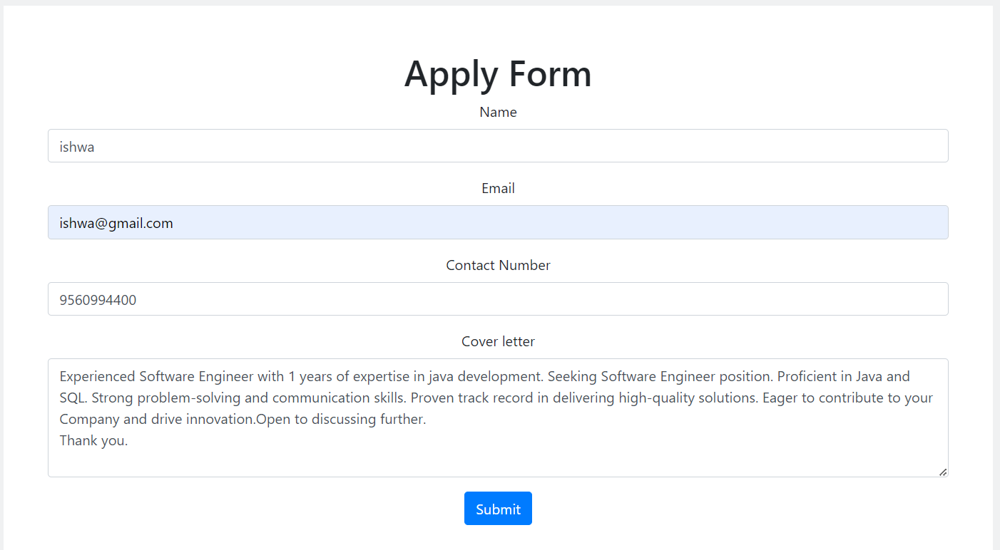 Apply Form
Name
ishwa
Email
ishwa@gmail.com
Contact Number
9560994400
Cover letter
Experienced Software Engineer with 1 years of expertise in java development. Seeking Software Engineer position. Proficient in Java and
SQL. Strong problem-solving and communication skills. Proven track record in delivering high-quality solutions. Eager to contribute to your
Company and drive innovation.Open to discussing further.
Thank you.
Submit